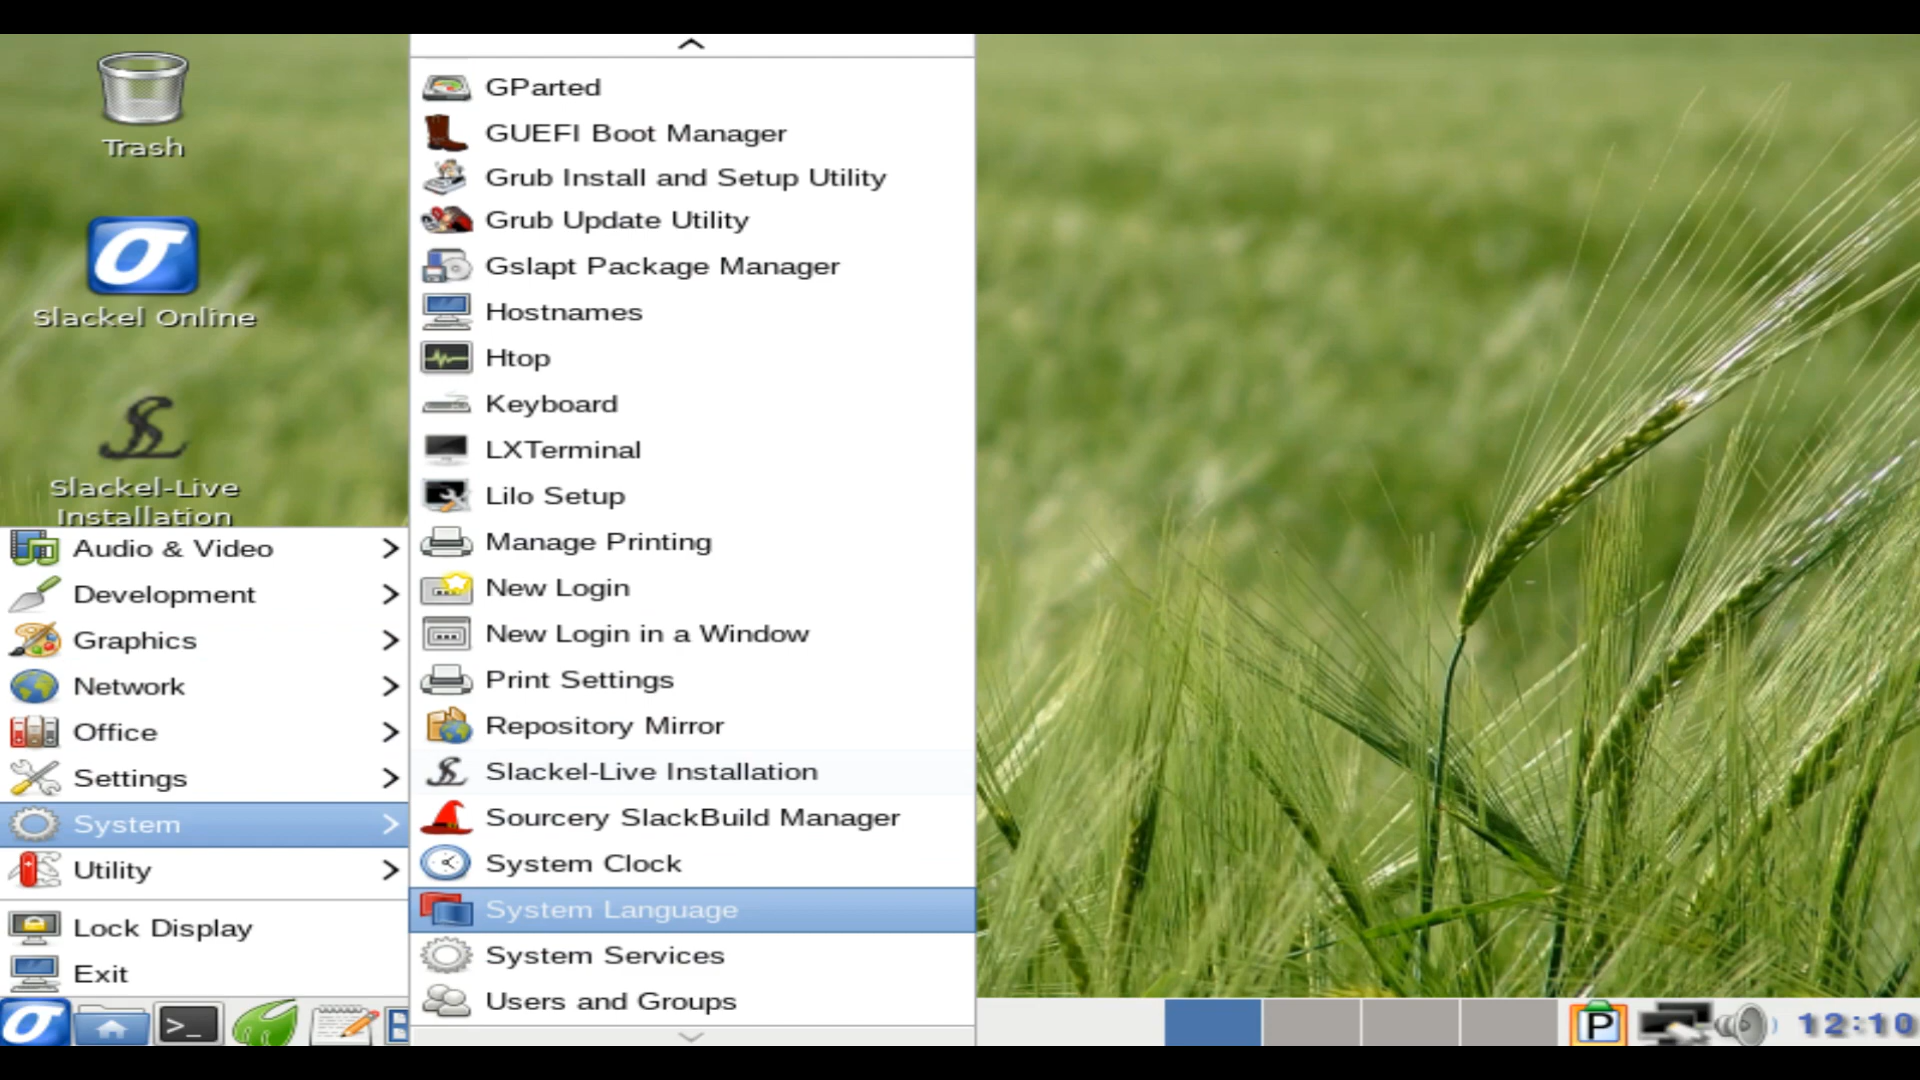 Trash
Slackel Online
Slackel-Live
Installation
Audio & Video
Development
Graphics
Network
Office
Settings
System
Utility
Lock Display
Exit
GParted
GUEFI Boot Manager
Grub Install and Setup Utility
Grub Update Utility
Gslapt Package Manager
Hostnames
Htop
Keyboard
LXTerminal
Lilo Setup
Manage Printing
New Login
New Login in a Window
Print Settings
Repository Mirror
Slackel-Live Installation
Sourcery SlackBuild Manager
System Clock
System Language
System Services
Users and Groups
P
12:10